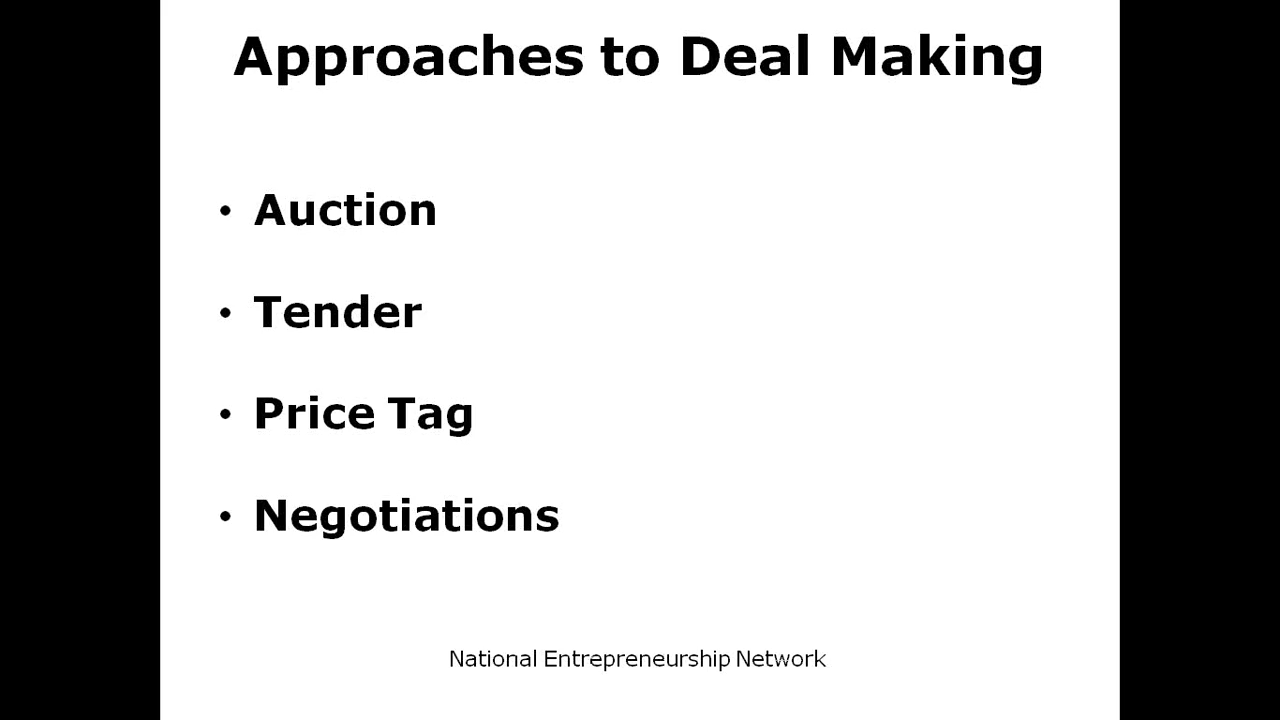 Approaches to Deal Making
• Auction
• Tender
• Price Tag
• Negotiations
National Entrepreneurship Network